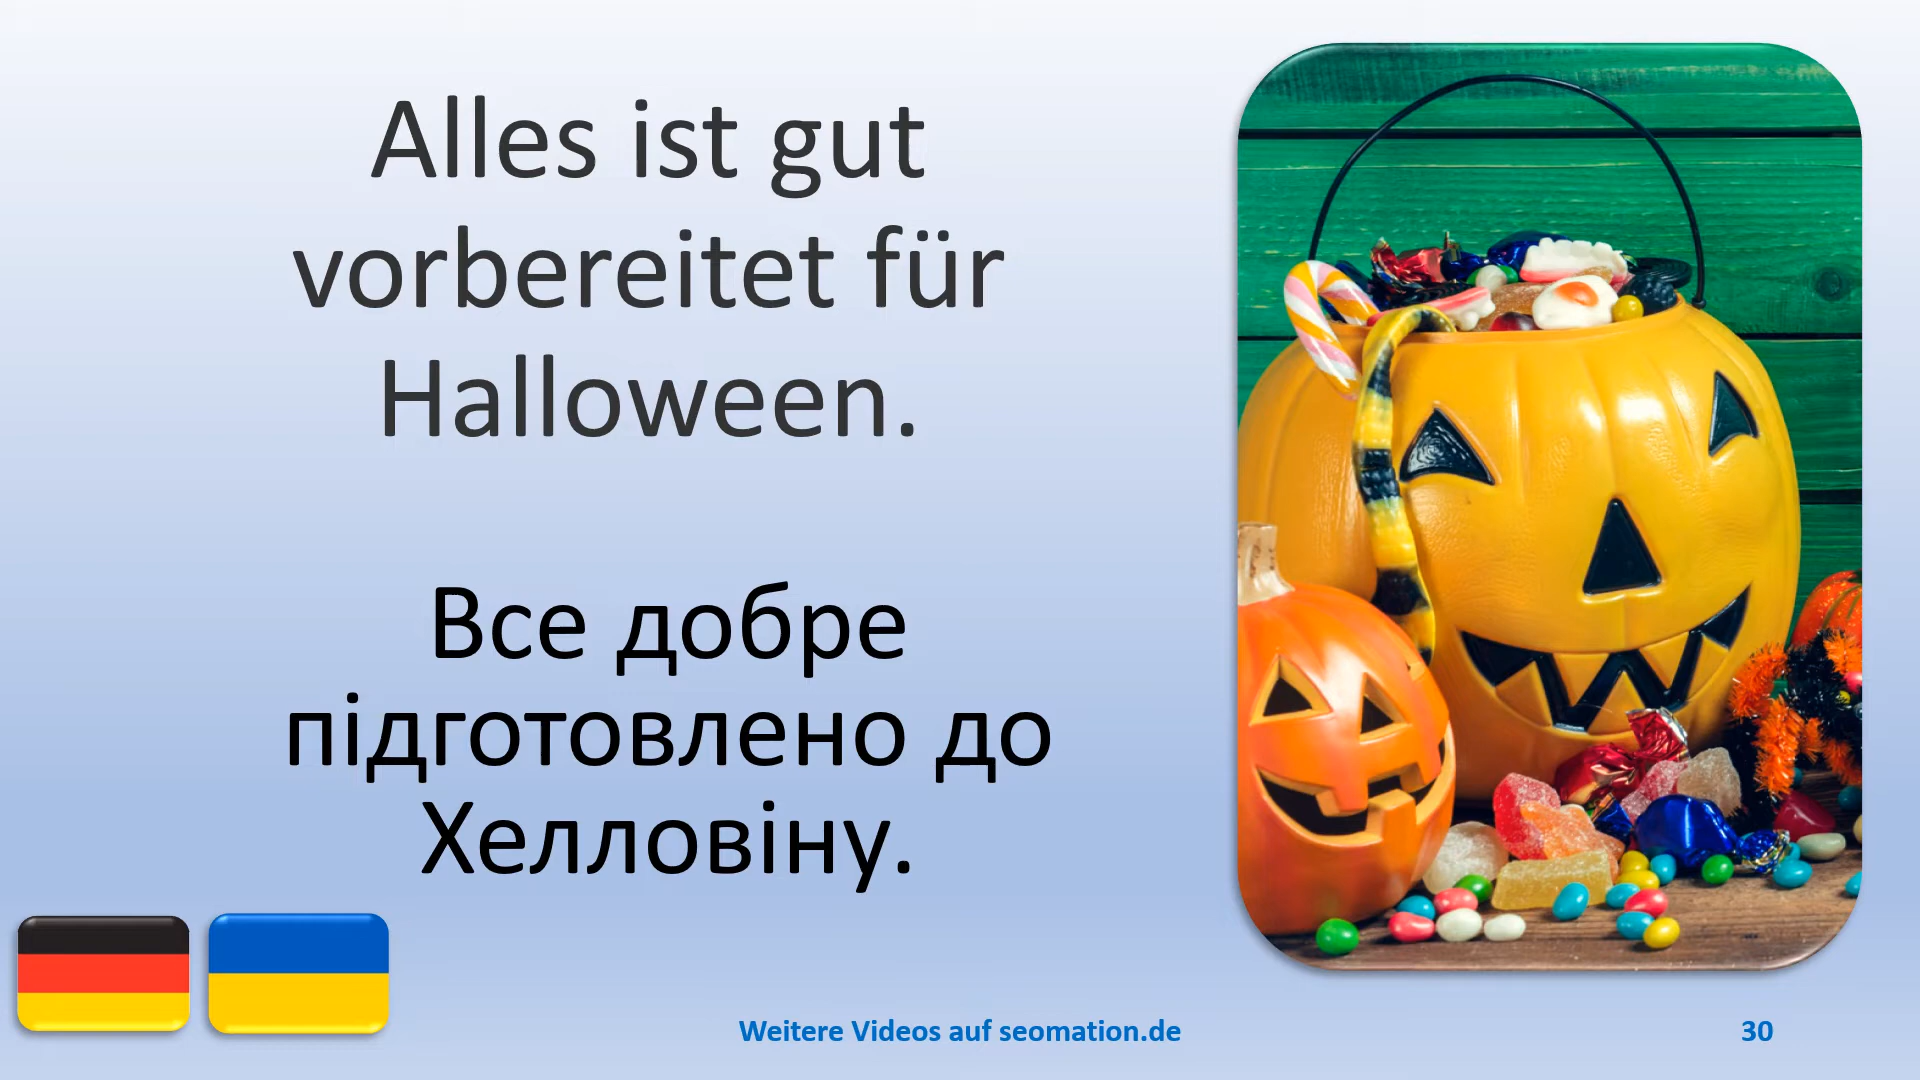 Alles ist gut
vorbereitet für
Halloween.
Все добре
підготовлено до
Хелловіну.
Weitere Videos auf seomation.de
30